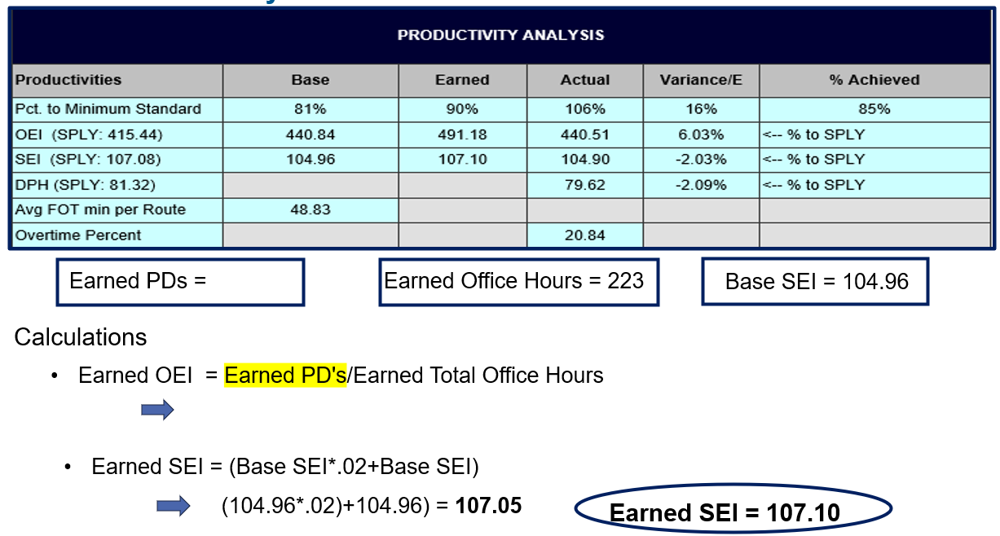 PRODUCTIVITY ANALYSIS
Productivities Base Earned Actual Variance/E % Achieved
Pct. to Minimum Standard 81% 90% 106% 16% 85%
OEI (SPLY: 415.44) 440.84 491.18 440.51 6.03% <-- % to SPLY
SEI (SPLY: 107.08) 104.96 107.10 104.90 -2.03% <-- % to SPLY
DPH (SPLY: 81.32) 79.62 -2.09% <-- % to SPLY
Avg FOT min per Route 48.83
Overtime Percent 20.84
Earned PDs = Earned Office Hours = 223 Base SEI = 104.96
Calculations
• Earned OEI = Earned PD's/Earned Total Office Hours
• Earned SEI = (Base SEI*.02+Base SEI)
(104.96*.02)+104.96) = 107.05 Earned SEI = 107.10